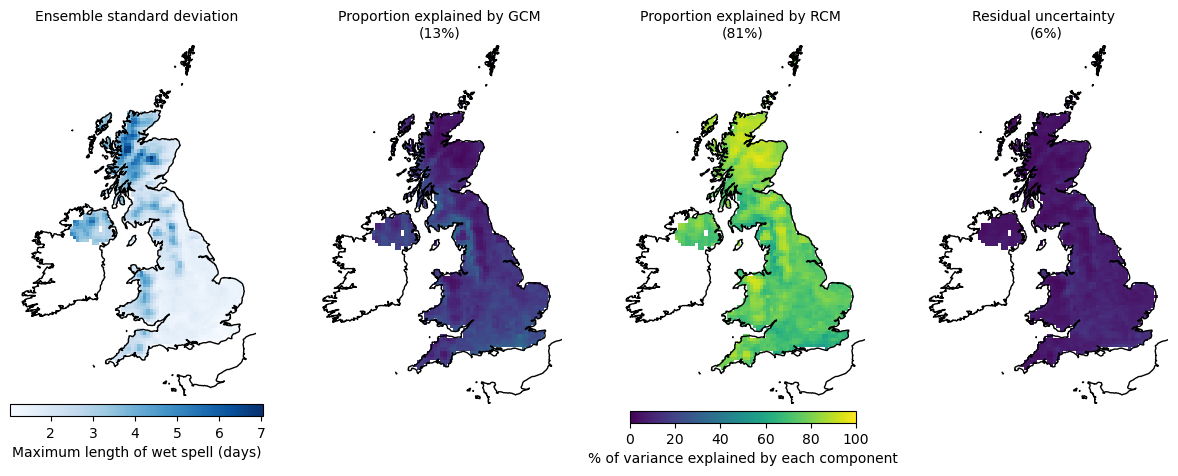 Ensemble standard deviation
Proportion explained by GCM
(13%)
Proportion explained by RCM
(81%)
Residual uncertainty
(6%)
2 3 4 5 6 7
Maximum length of wet spell (days)
0 20 40 60 80 100
% of variance explained by each component